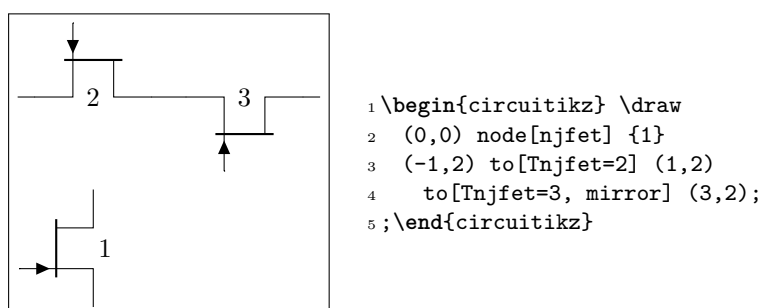 2
3
1
1 \begin{circuitikz} \draw
2 (0,0) node[njfet] {1}
3 (-1,2) to[Tnjfet=2] (1,2)
4 to[Tnjfet=3, mirror] (3,2);
5 ;\end{circuitikz}